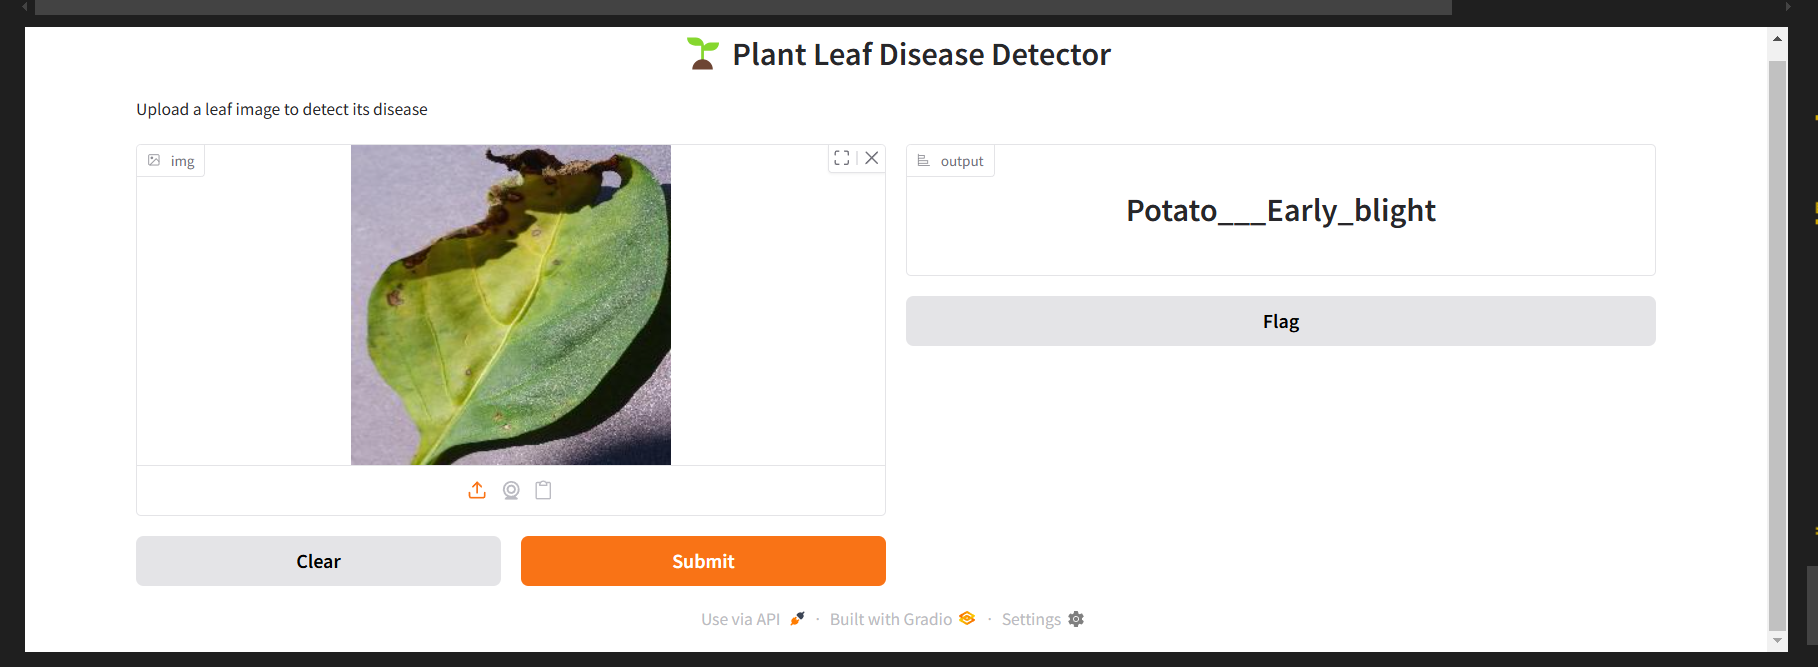 Plant Leaf Disease Detector
Upload a leaf image to detect its disease
img
output
Potato___Early_blight
Flag
Clear
Submit
Use via API · Built with Gradio · Settings